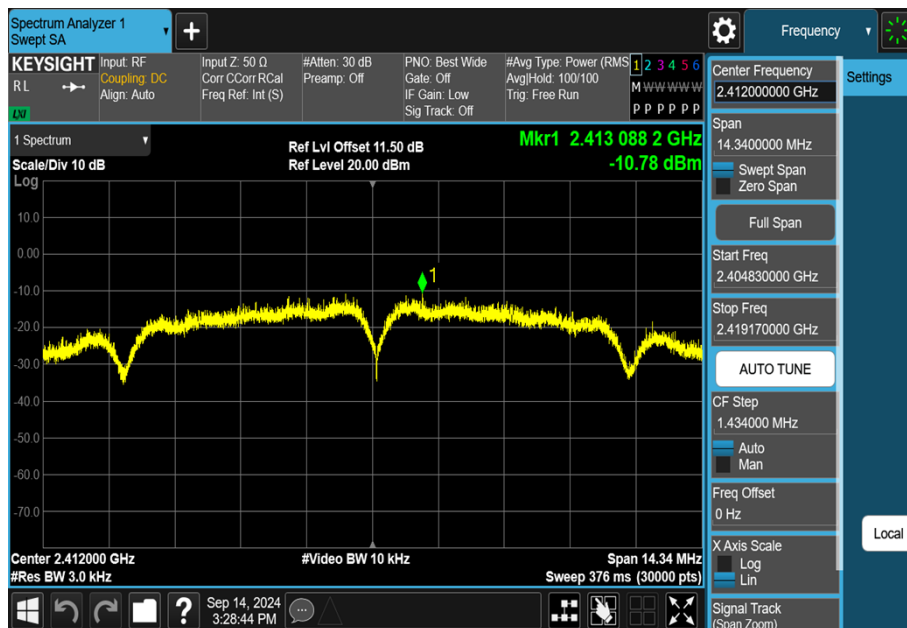 Spectrum Analyzer 1
Swept SA
+
Frequency
KEYSIGHT
RL
LXI
Input: RF
Coupling: DC
Align: Auto
Input Z: 50 Ω
Corr CCorr RCal
Freq Ref: Int (S)
#Atten: 30 dB
Preamp: Off
PNO: Best Wide
Gate: Off
IF Gain: Low
Sig Track: Off
#Avg Type: Power (RMS
Avg|Hold: 100/100
Trig: Free Run
1 2 3 4 5 6
M W W W W W
P P P P P P
1 Spectrum
Scale/Div 10 dB
Log
Ref Lvl Offset 11.50 dB
Ref Level 20.00 dBm
Mkr1 2.413 088 2 GHz
-10.78 dBm
10.0
0.00
-10.0
-20.0
-30.0
-40.0
-50.0
-60.0
-70.0
1
Center 2.412000 GHz
#Res BW 3.0 kHz
#Video BW 10 kHz
Span 14.34 MHz
Sweep 376 ms (30000 pts)
?
Sep 14, 2024
3:28:44 PM
Center Frequency
2.412000000 GHz
Span
14.3400000 MHz
Swept Span
Zero Span
Full Span
Start Freq
2.404830000 GHz
Stop Freq
2.419170000 GHz
AUTO TUNE
CF Step
1.434000 MHz
Auto
Man
Freq Offset
0 Hz
X Axis Scale
Log
Lin
Signal Track
(Span Zoom)
Settings
Local